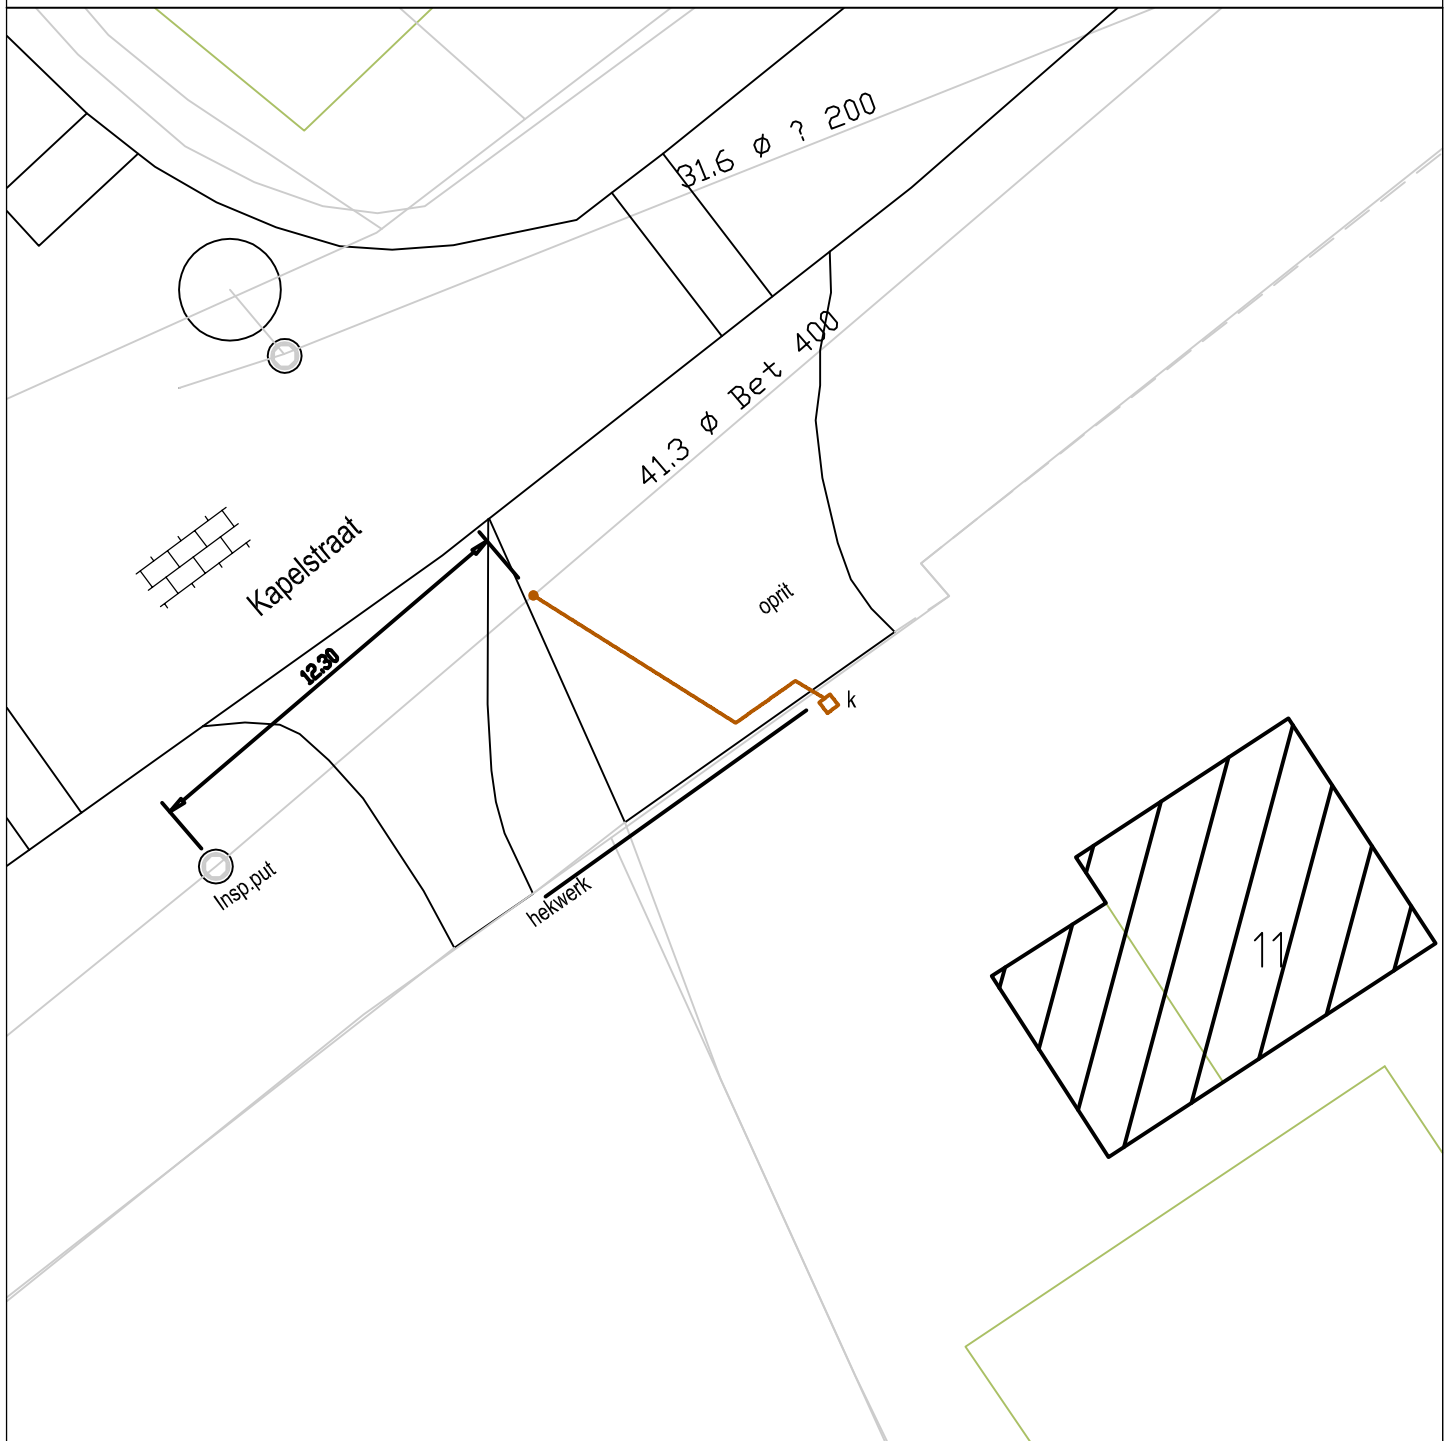 31.6 ø ? 200
41.3 ø Bet 400
Kapelstraat
oprit
12.30
k
Insp.put
hekwerk
11